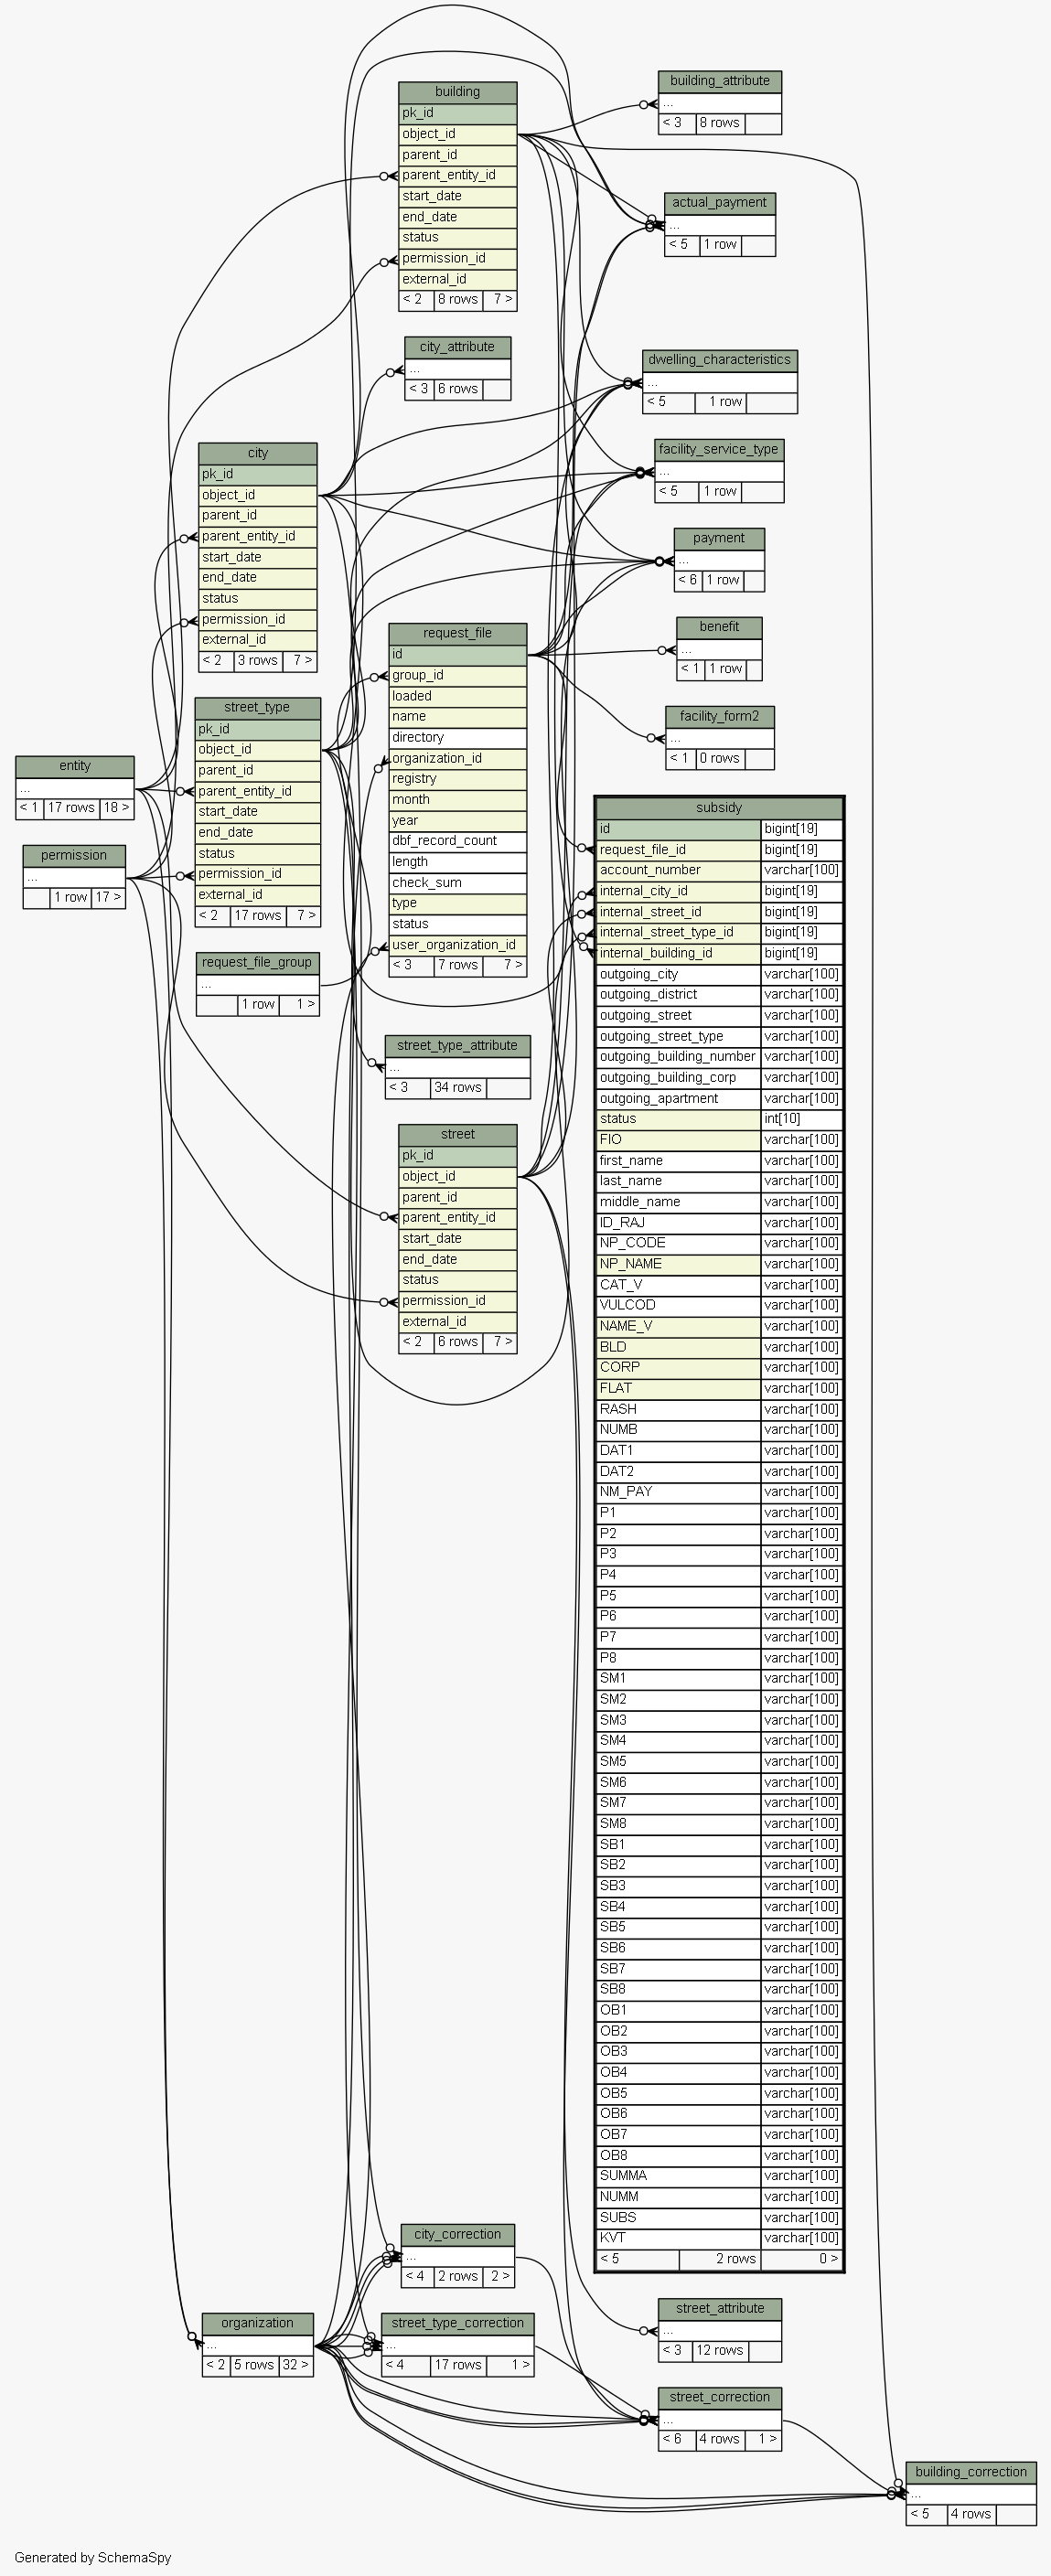 building
pk_id
object_id
parent_id
parent_entity_id
start_date
end_date
status
permission_id
external_id
< 2 8 rows 7 >
building_attribute
...
< 3 8 rows
actual_payment
...
< 5 1 row
city_attribute
...
< 3 6 rows
dwelling_characteristics
...
< 5 1 row
facility_service_type
...
< 5 1 row
city
pk_id
object_id
parent_id
parent_entity_id
start_date
end_date
status
permission_id
external_id
< 2 3 rows 7 >
payment
...
< 6 1 row
benefit
...
< 1 1 row
request_file
id
group_id
loaded
name
directory
organization_id
registry
month
year
dbf_record_count
length
check_sum
type
status
user_organization_id
< 3 7 rows 7 >
facility_form2
...
< 1 0 rows
street_type
pk_id
object_id
parent_id
parent_entity_id
start_date
end_date
status
permission_id
external_id
< 2 17 rows 7 >
entity
...
< 1 17 rows 18 >
permission
...
1 row 17 >
request_file_group
...
1 row 1 >
subsidy
id bigint[19]
request_file_id bigint[19]
account_number varchar[100]
internal_city_id bigint[19]
internal_street_id bigint[19]
internal_street_type_id bigint[19]
internal_building_id bigint[19]
outgoing_city varchar[100]
outgoing_district varchar[100]
outgoing_street varchar[100]
outgoing_street_type varchar[100]
outgoing_building_number varchar[100]
outgoing_building_corp varchar[100]
outgoing_apartment varchar[100]
status int[10]
FIO varchar[100]
first_name varchar[100]
last_name varchar[100]
middle_name varchar[100]
ID_RAJ varchar[100]
NP_CODE varchar[100]
NP_NAME varchar[100]
CAT_V varchar[100]
VULCOD varchar[100]
NAME_V varchar[100]
BLD varchar[100]
CORP varchar[100]
FLAT varchar[100]
RASH varchar[100]
NUMB varchar[100]
DAT1 varchar[100]
DAT2 varchar[100]
NM_PAY varchar[100]
P1 varchar[100]
P2 varchar[100]
P3 varchar[100]
P4 varchar[100]
P5 varchar[100]
P6 varchar[100]
P7 varchar[100]
P8 varchar[100]
SM1 varchar[100]
SM2 varchar[100]
SM3 varchar[100]
SM4 varchar[100]
SM5 varchar[100]
SM6 varchar[100]
SM7 varchar[100]
SM8 varchar[100]
SB1 varchar[100]
SB2 varchar[100]
SB3 varchar[100]
SB4 varchar[100]
SB5 varchar[100]
SB6 varchar[100]
SB7 varchar[100]
SB8 varchar[100]
OB1 varchar[100]
OB2 varchar[100]
OB3 varchar[100]
OB4 varchar[100]
OB5 varchar[100]
OB6 varchar[100]
OB7 varchar[100]
OB8 varchar[100]
SUMMA varchar[100]
NUMM varchar[100]
SUBS varchar[100]
KVT varchar[100]
< 5 2 rows 0 >
street_type_attribute
...
< 3 34 rows
street
pk_id
object_id
parent_id
parent_entity_id
start_date
end_date
status
permission_id
external_id
< 2 6 rows 7 >
city_correction
...
< 4 2 rows 2 >
organization
...
< 2 5 rows 32 >
street_type_correction
...
< 4 17 rows 1 >
street_attribute
...
< 3 12 rows
street_correction
...
< 6 4 rows 1 >
building_correction
...
< 5 4 rows
Generated by SchemaSpy